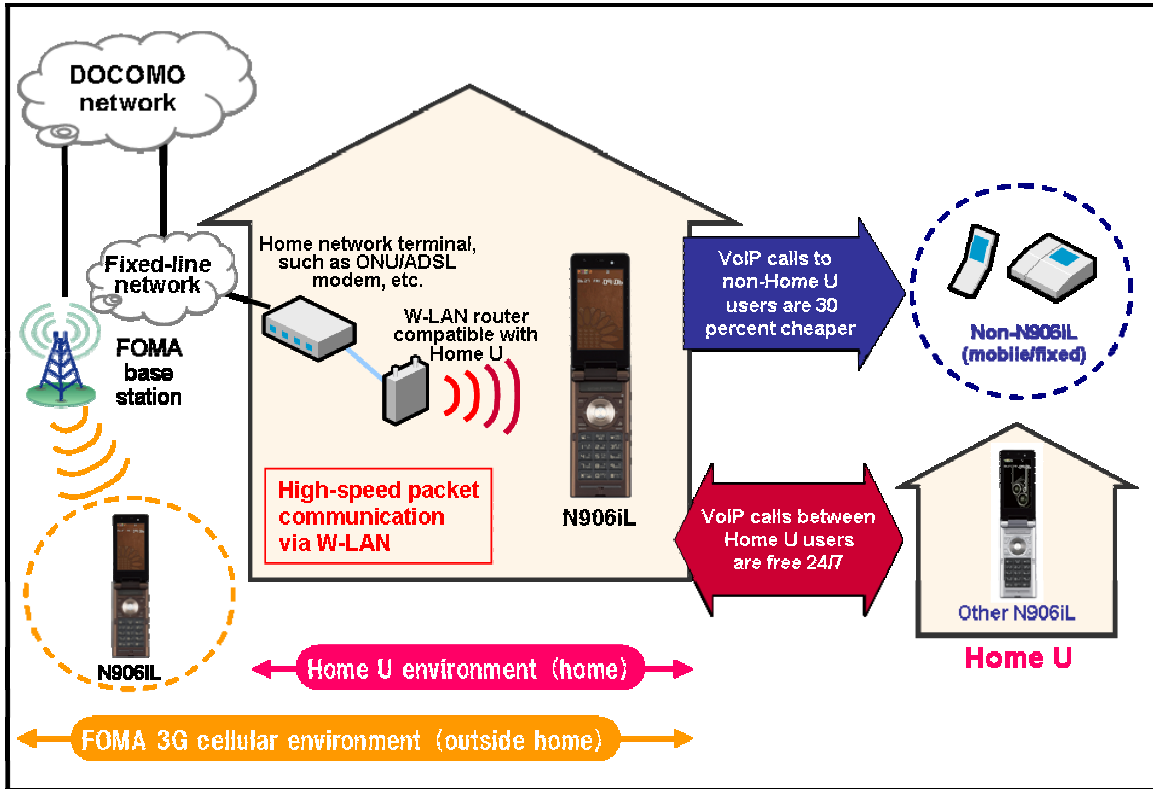 DOCOMO
network
Fixed-line
network
FOMA
base
station
N906iL
Home network terminal,
such as ONU/ADSL
modem, etc.
W-LAN router
compatible with
Home U
High-speed packet
communication
via W-LAN
N906iL
VoIP calls to
non-Home U
users are 30
percent cheaper
Non-N906iL
(mobile/fixed)
VoIP calls between
Home U users
are free 24/7
Other N906iL
Home U
Home U environment (home)
FOMA 3G cellular environment (outside home)